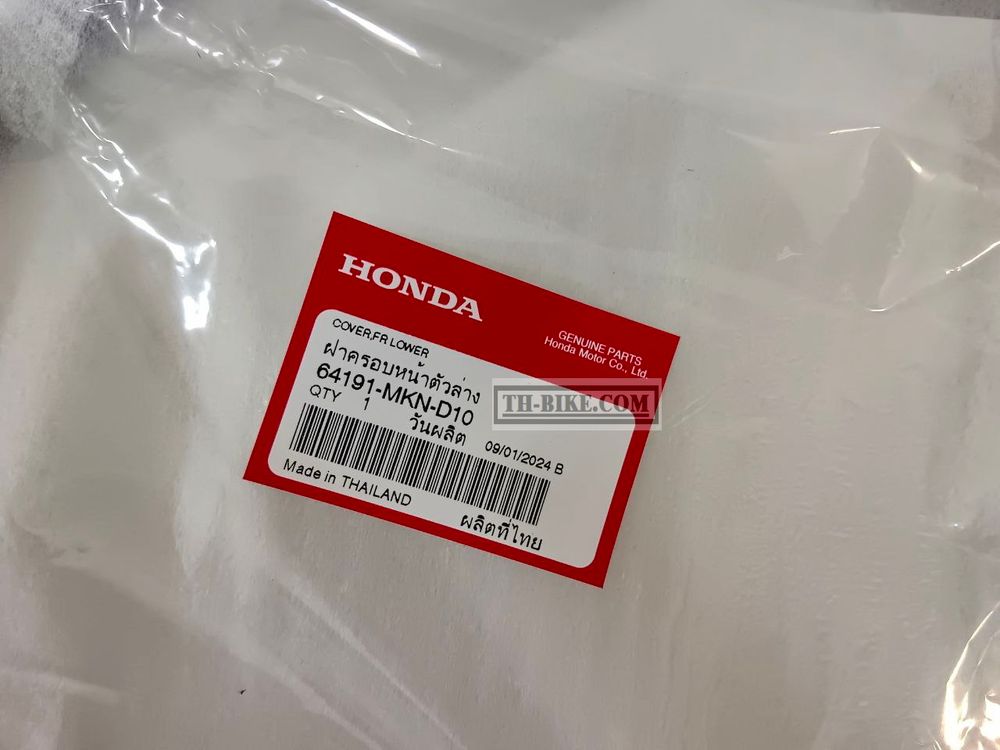 HONDA
GENUINE PARTS
Honda Motor Co., Ltd.
COVER,FR.LOWER
ฝาครอบหน้าตัวล่าง
64191-MKN-D10
QTY 1 วันผลิต 09/01/2024 B
Made in THAILAND
ผลิตที่ไทย
TH-BIKE.COM